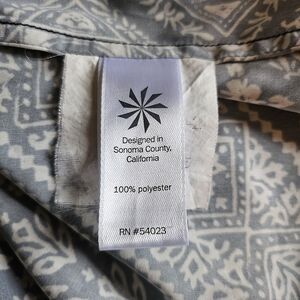 Designed in
Sonoma County,
California
100% polyester
RN #54023